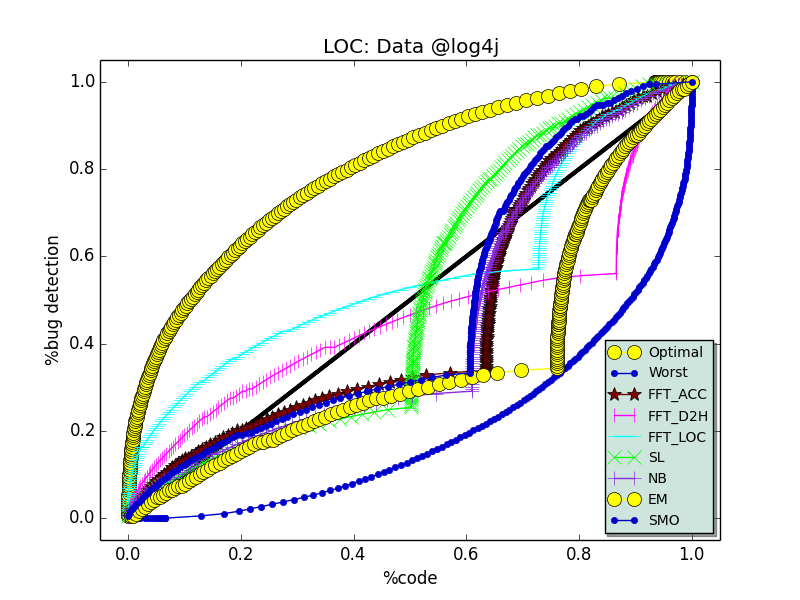 LOC: Data @log4j
1.0
0.8
0.6
0.4
0.2
0.0
%bug detection
0.0 0.2 0.4 0.6 0.8 1.0
%code
Optimal
Worst
FFT_ACC
FFT_D2H
FFT_LOC
SL
NB
EM
SMO